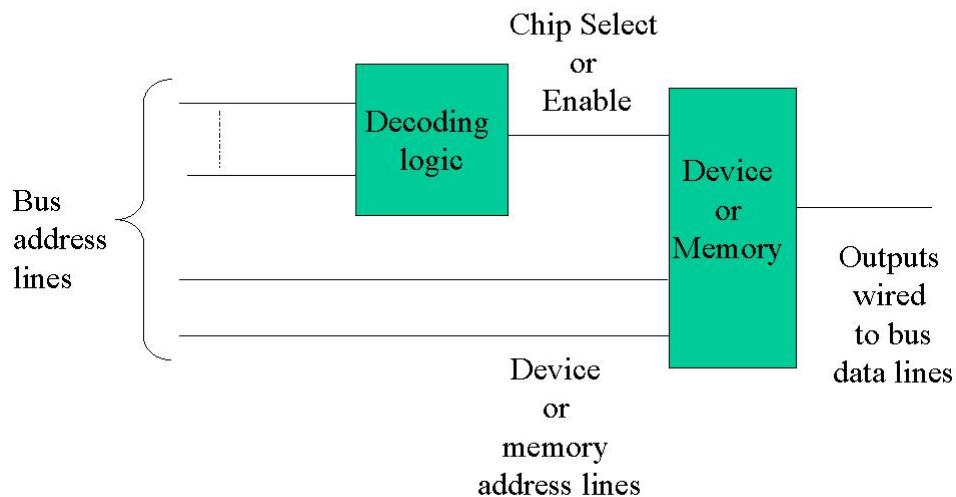 Chip Select
or
Enable
Decoding
logic
Device
or
Memory
Bus
address
lines
Outputs
wired
to bus
data lines
Device
or
memory
address lines